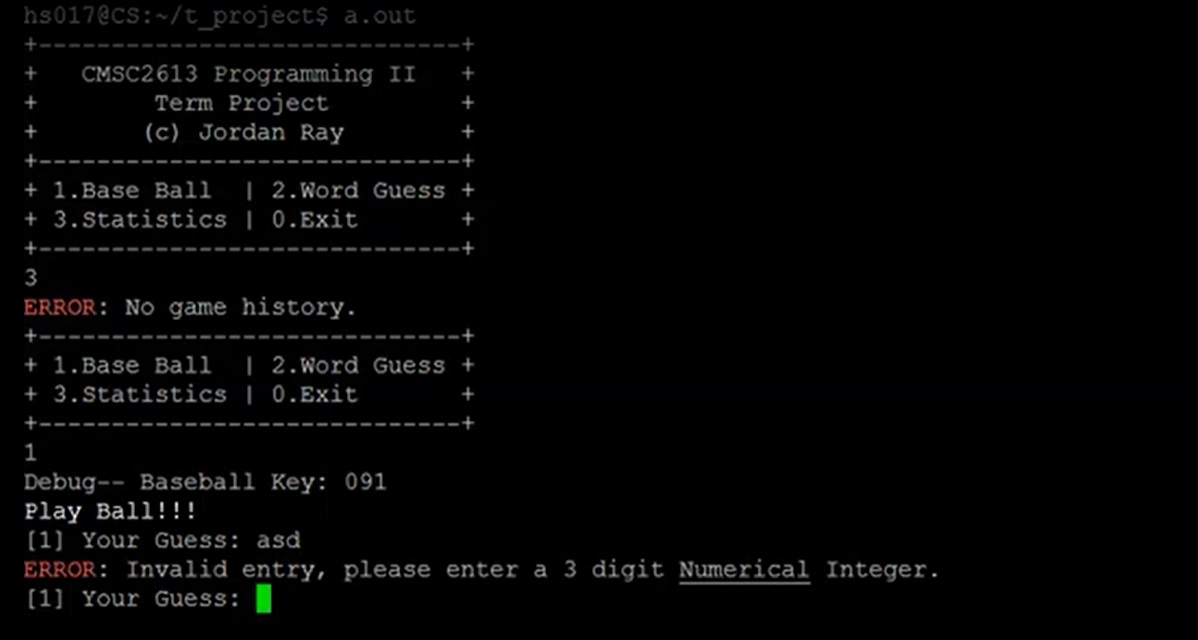 hs017@CS:~/t_project$ a.out
+-----------------------------+
+   CMSC2613 Programming II   +
+        Term Project         +
+       (c) Jordan Ray        +
+-----------------------------+
+ 1.Base Ball  | 2.Word Guess +
+ 3.Statistics | 0.Exit       +
+-----------------------------+
3
ERROR: No game history.
+-----------------------------+
+ 1.Base Ball  | 2.Word Guess +
+ 3.Statistics | 0.Exit       +
+-----------------------------+
1
Debug-- Baseball Key: 091
Play Ball!!!
[1] Your Guess: asd
ERROR: Invalid entry, please enter a 3 digit Numerical Integer.
[1] Your Guess: